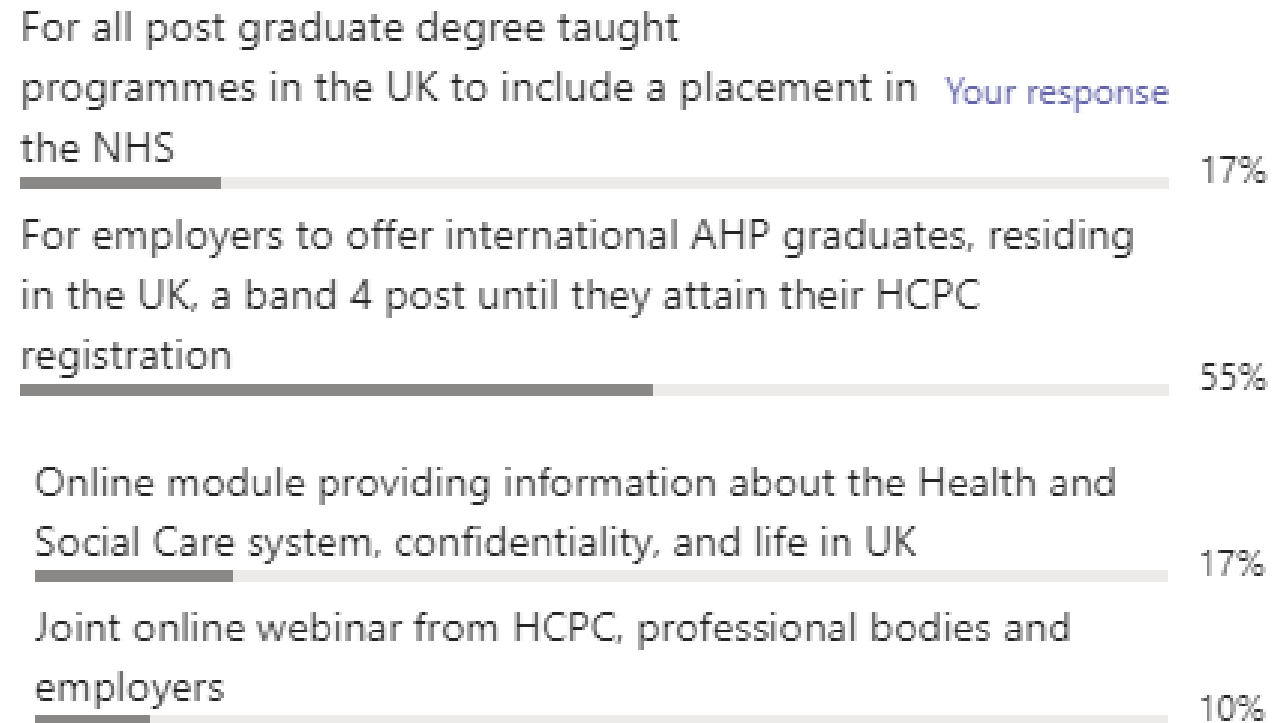 For all post graduate degree taught
programmes in the UK to include a placement in
the NHS
Your response
17%
For employers to offer international AHP graduates, residing
in the UK, a band 4 post until they attain their HCPC
registration
55%
Online module providing information about the Health and
Social Care system, confidentiality, and life in UK
17%
Joint online webinar from HCPC, professional bodies and
employers
10%